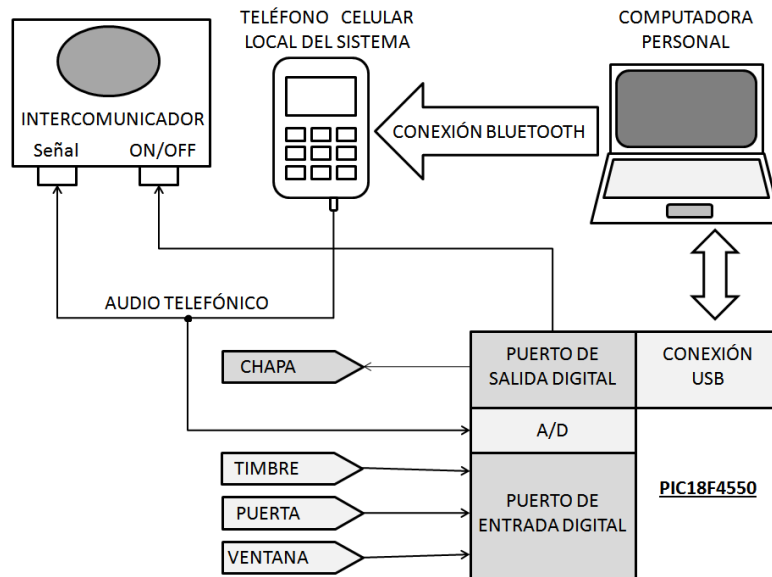 TELÉFONO CELULAR
LOCAL DEL SISTEMA
COMPUTADORA
PERSONAL
INTERCOMUNICADOR
Señal ON/OFF
CONEXIÓN BLUETOOTH
AUDIO TELEFÓNICO
CHAPA
PUERTO DE
SALIDA DIGITAL
CONEXIÓN
USB
A/D
TIMBRE
PUERTA
VENTANA
PUERTO DE
ENTRADA DIGITAL
PIC18F4550